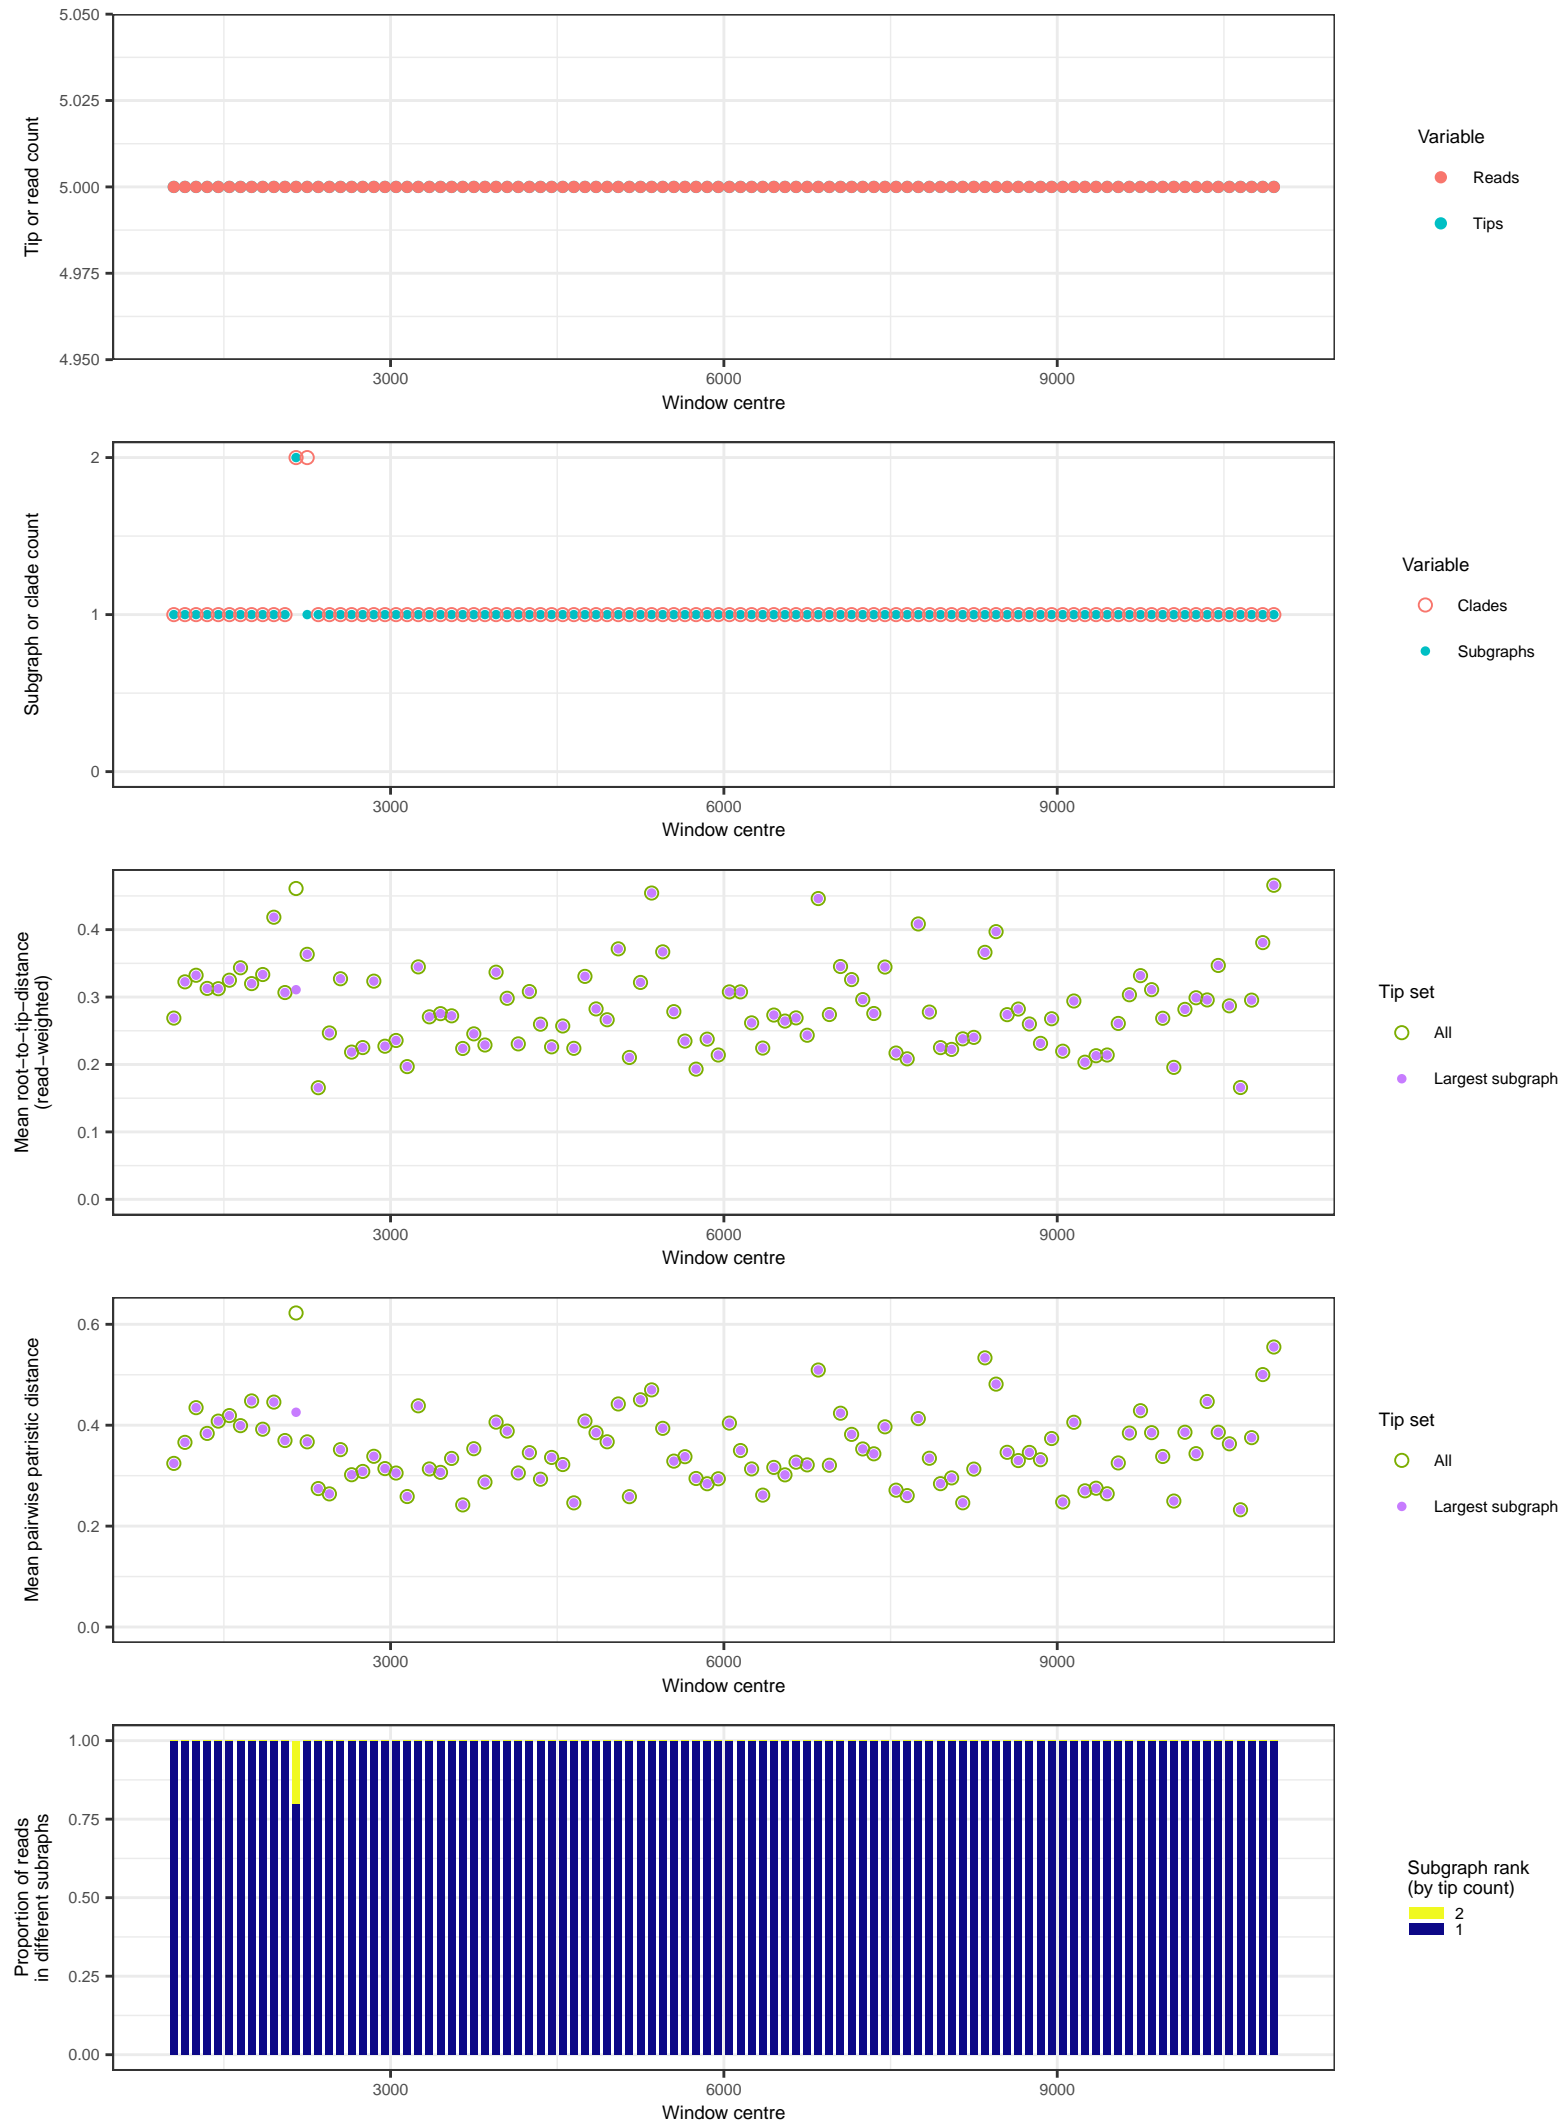 5.050
5.025
5.000
4.975
4.950
Tip or read count
3000 6000 9000
Window centre
Variable
Reads
Tips
2
1
0
Subgraph or clade count
3000 6000 9000
Window centre
Variable
Clades
Subgraphs
0.4
0.3
0.2
0.1
0.0
Mean root−to−tip−distance
(read−weighted)
3000 6000 9000
Window centre
Tip set
All
Largest subgraph
0.6
0.4
0.2
0.0
Mean pairwise patristic distance
3000 6000 9000
Window centre
Tip set
All
Largest subgraph
1.00
0.75
0.50
0.25
0.00
Proportion of reads
in different subraphs
3000 6000 9000
Window centre
Subgraph rank
(by tip count)
2
1